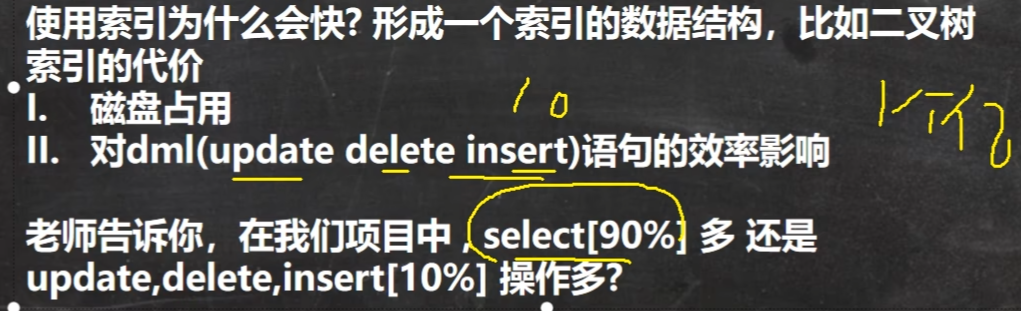 使用索引为什么会快? 形成一个索引的数据结构，比如二叉树
索引的代价
I. 磁盘占用
10
II. 对dml(update delete insert)语句的效率影响
老师告诉你，在我们项目中，select[90%] 多 还是
update,delete,insert[10%] 操作多?